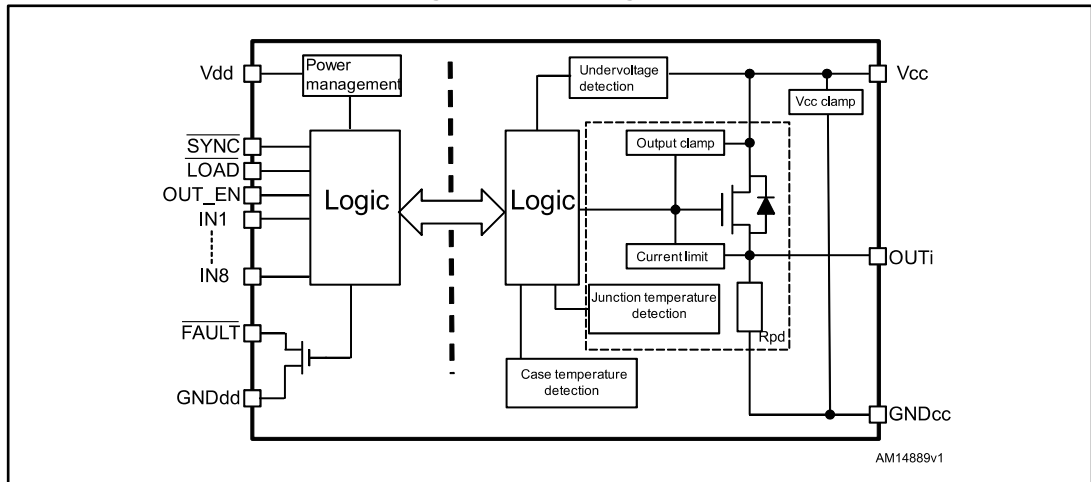 Vdd
SYNC
LOAD
OUT_EN
IN1
IN8
FAULT
GNDdd
Power
management
Logic
Logic
Undervoltage
detection
Output clamp
Current limit
Junction temperature
detection
Case temperature
detection
Rpd
Vcc clamp
Vcc
OUTi
GNDcc
AM14889v1